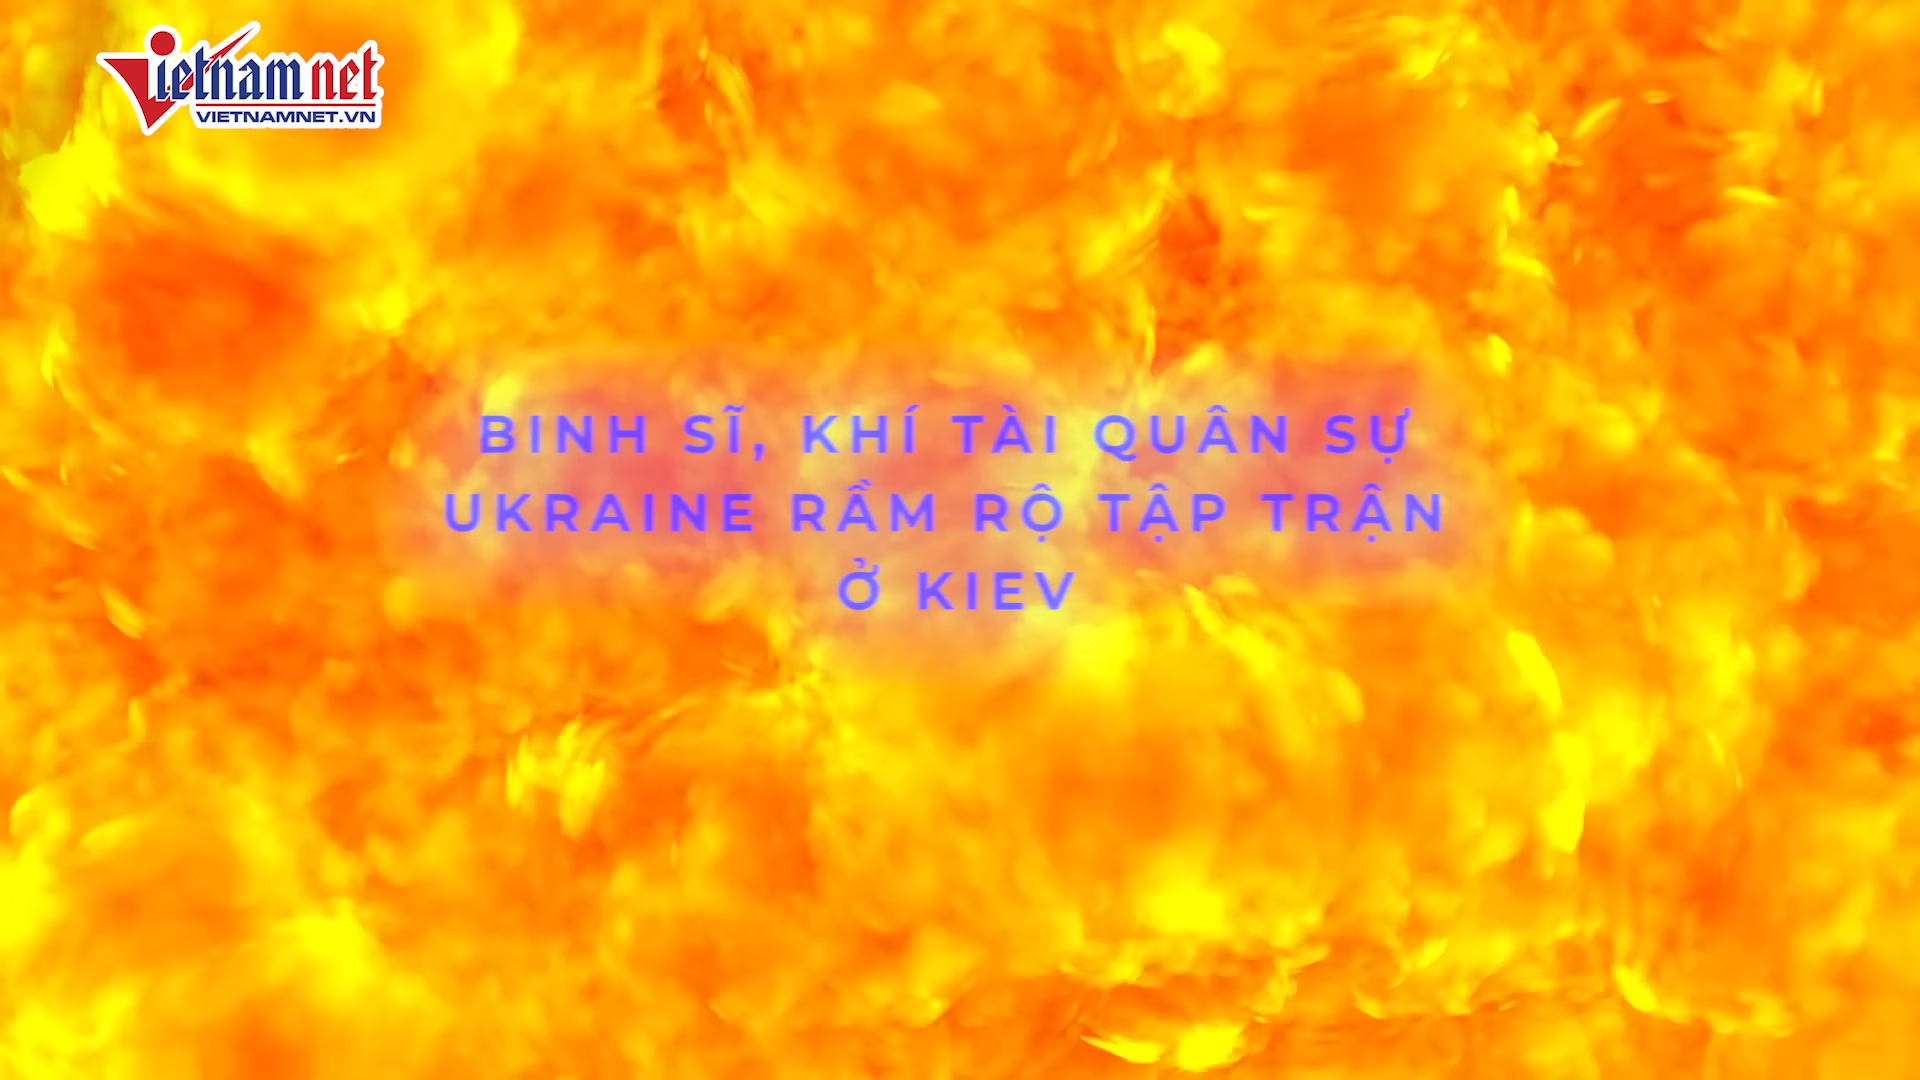 Vietnamnet
VIETNAMNET.VN
BINH SĨ, KHÍ TÀI QUÂN SỰ
UKRAINE RẦM RỘ TẬP TRẬN
Ở KIEV